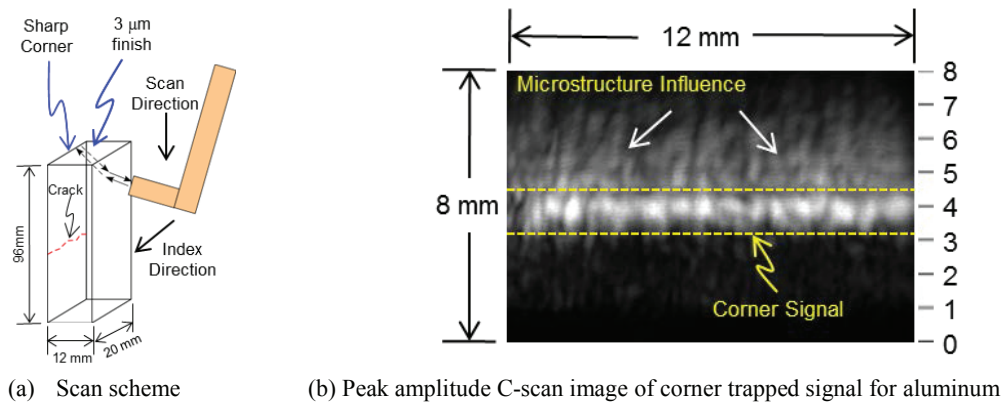 Sharp
Corner
3 μm
finish
Scan
Direction
Crack
96mm
Index
Direction
12 mm
20 mm
(a) Scan scheme
12 mm
8 mm
Microstructure Influence
Corner Signal
8
7
6
5
4
3
2
1
0
(b) Peak amplitude C-scan image of corner trapped signal for aluminum